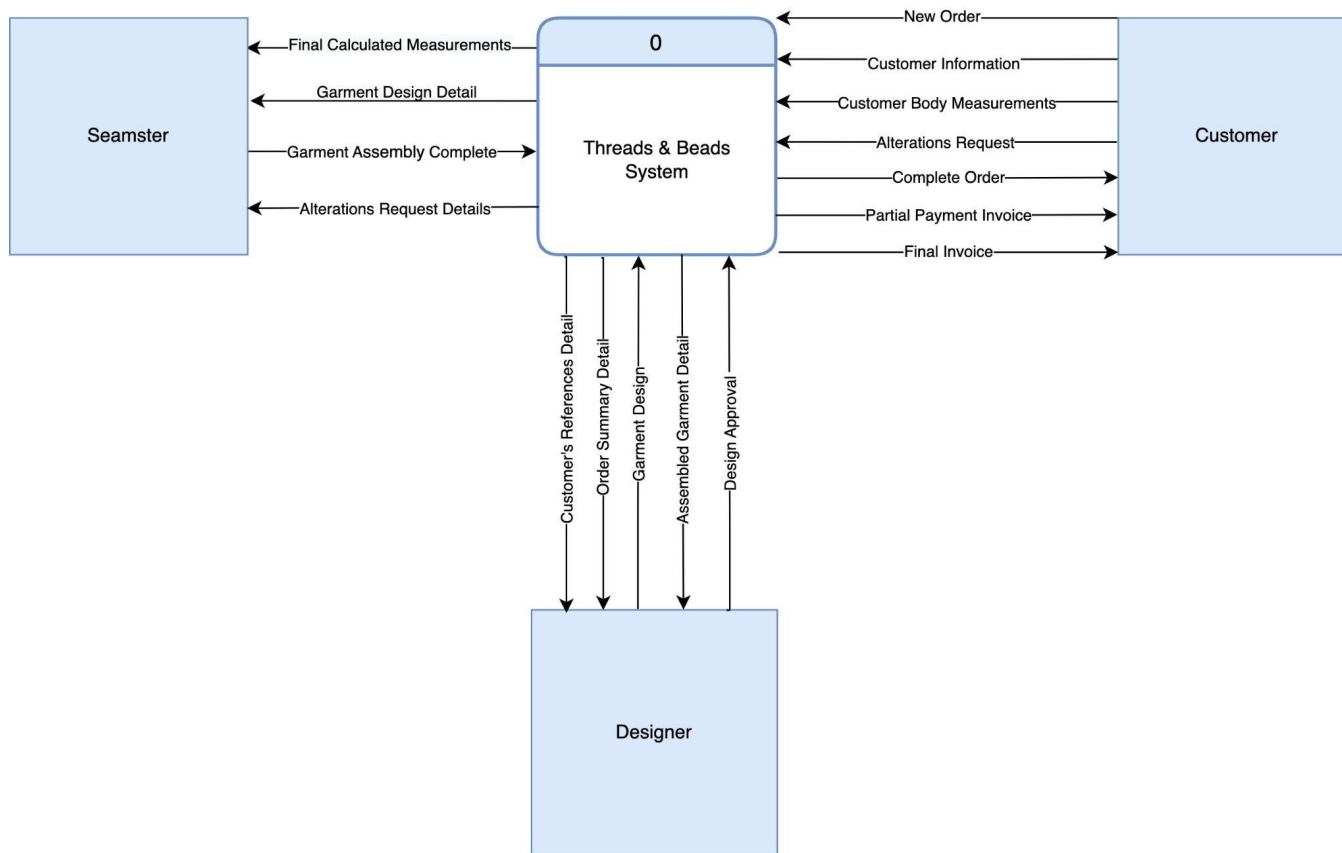 New Order
0
Final Calculated Measurements
Customer Information
Garment Design Detail
Customer Body Measurements
Seamster
Threads & Beads
System
Customer
Alterations Request
Garment Assembly Complete
Complete Order
Alterations Request Details
Partial Payment Invoice
Final Invoice
Customer's References Detail
Order Summary Detail
Garment Design
Assembled Garment Detail
Design Approval
Designer